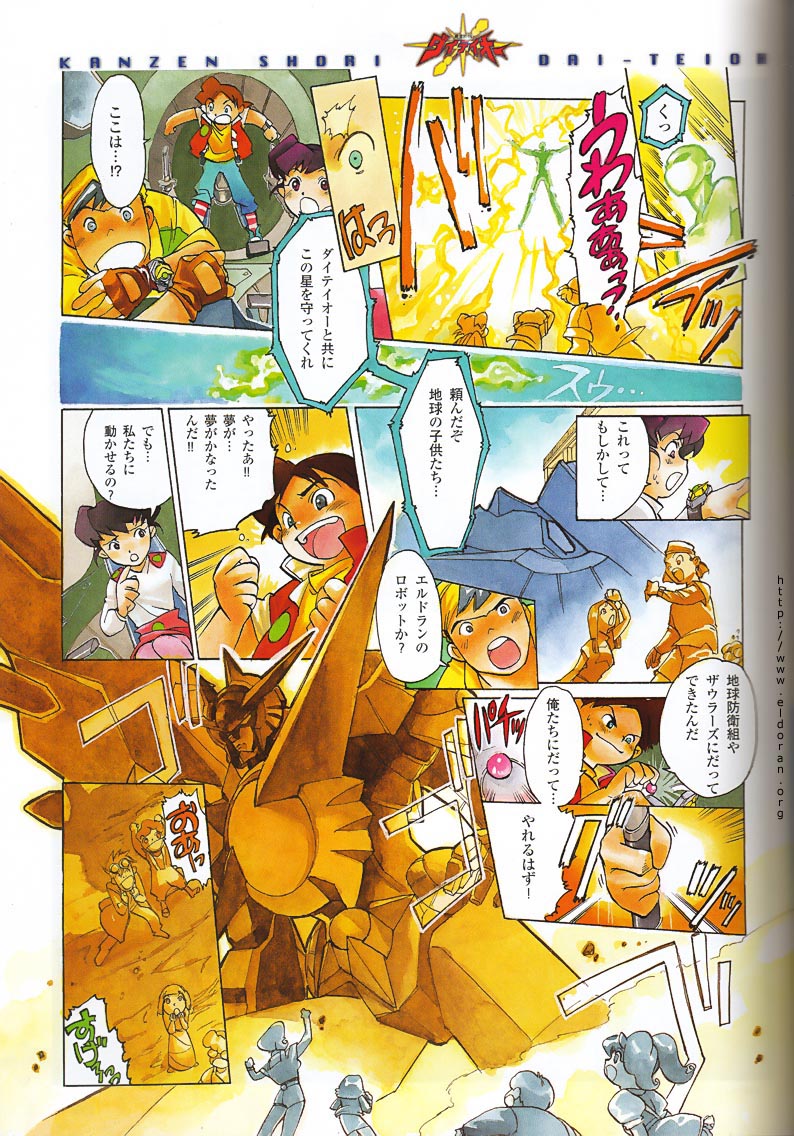 KANZEN SHORI
ダイテイオー
DAI-TEIOH
くっ
うわぁあああっ
はっ
ここは…!?
ダイテイオーと共に
この星を守ってくれ
スゥ…
これって
もしかして…
頼んだぞ
地球の子供たち…
やったあ!!
夢が…
夢がかなった
んだ!!
でも…
私たちに
動かせるの?
エルドランの
ロボットか?
地球防衛組や
ザウラーズにだって
できたんだ
俺たちにだって…
パチッ
やれるはず!
おおっ
すげぇっ
http://www.eldoran.org